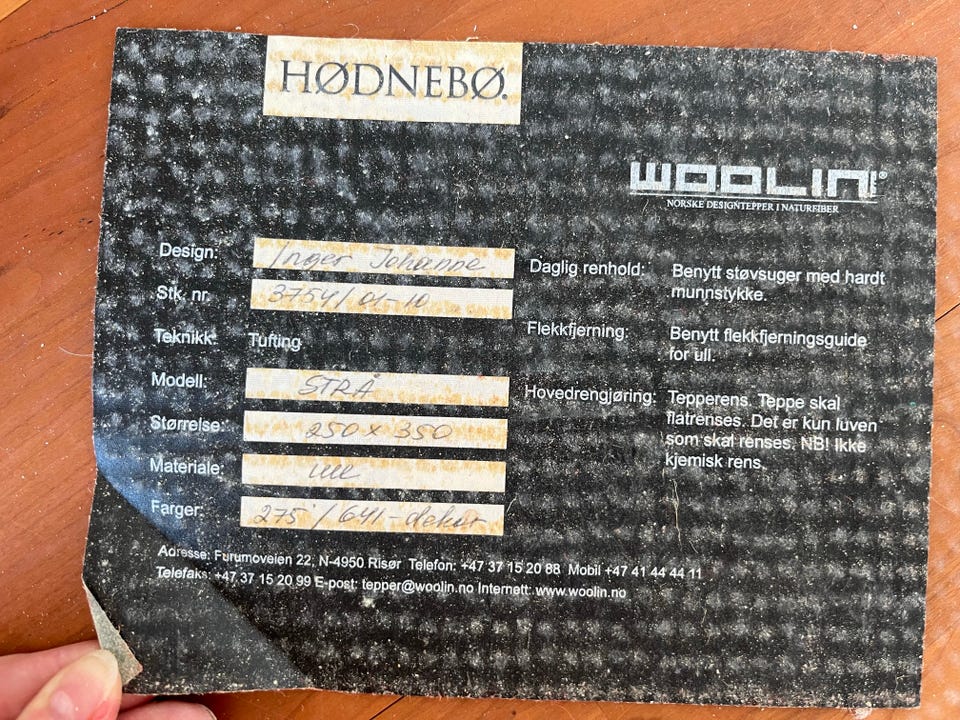 HØDNEBØ.
WOOLIN®
NORSKE DESIGNTEPPER I NATURFIBER
Design: Inger Johanne
Stk. nr. 3754/01-10
Teknikk: Tufting
Modell: STRÅ
Størrelse: 250 x 350
Materiale: ull
Farger: 275 / 641-dekor
Daglig renhold: Benytt støvsuger med hardt
munnstykke.
Flekkfjerning: Benytt flekkfjerningsguide
for ull.
Hovedrengjøring: Tepperens. Teppe skal
flatrenses. Det er kun luven
som skal renses. NB! Ikke
kjemisk rens.
Adresse: Furumoveien 22, N-4950 Risør Telefon: +47 37 15 20 88 Mobil +47 41 44 44 11
Telefaks: +47 37 15 20 99 E-post: tepper@woolin.no Internett: www.woolin.no